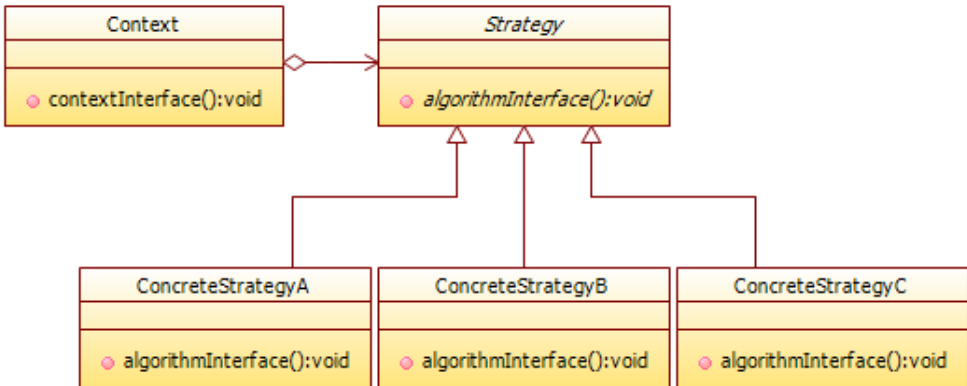 Context
Strategy
contextInterface():void
algorithmInterface():void
ConcreteStrategyA
ConcreteStrategyB
ConcreteStrategyC
algorithmInterface():void
algorithmInterface():void
algorithmInterface():void